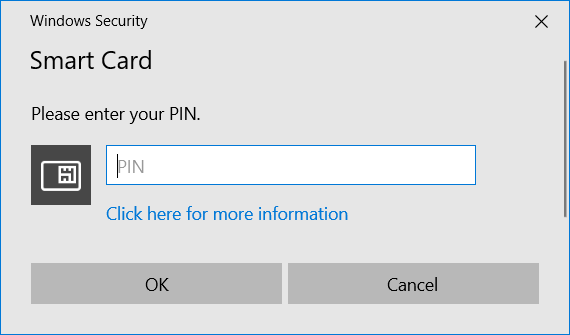 Windows Security
Smart Card
Please enter your PIN.
PIN
Click here for more information
OK
Cancel